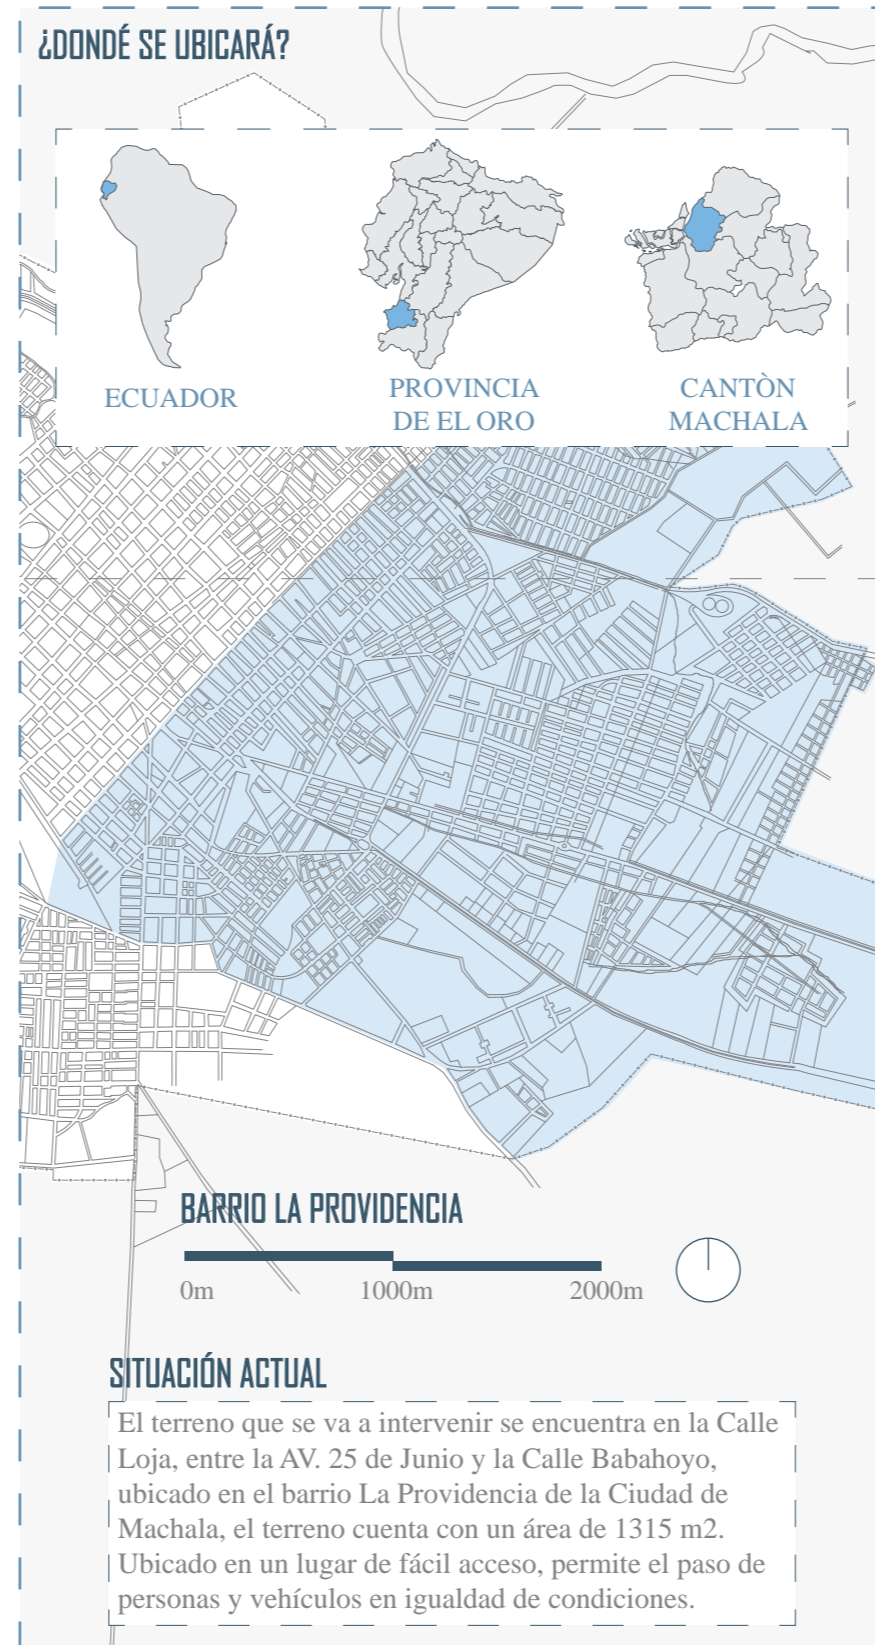 ¿DONDÉ SE UBICARÁ?
ECUADOR
PROVINCIA
DE EL ORO
CANTÒN
MACHALA
BARRIO LA PROVIDENCIA
0m 1000m 2000m
SITUACIÓN ACTUAL
El terreno que se va a intervenir se encuentra en la Calle
Loja, entre la AV. 25 de Junio y la Calle Babahoyo,
ubicado en el barrio La Providencia de la Ciudad de
Machala, el terreno cuenta con un área de 1315 m2.
Ubicado en un lugar de fácil acceso, permite el paso de
personas y vehículos en igualdad de condiciones.